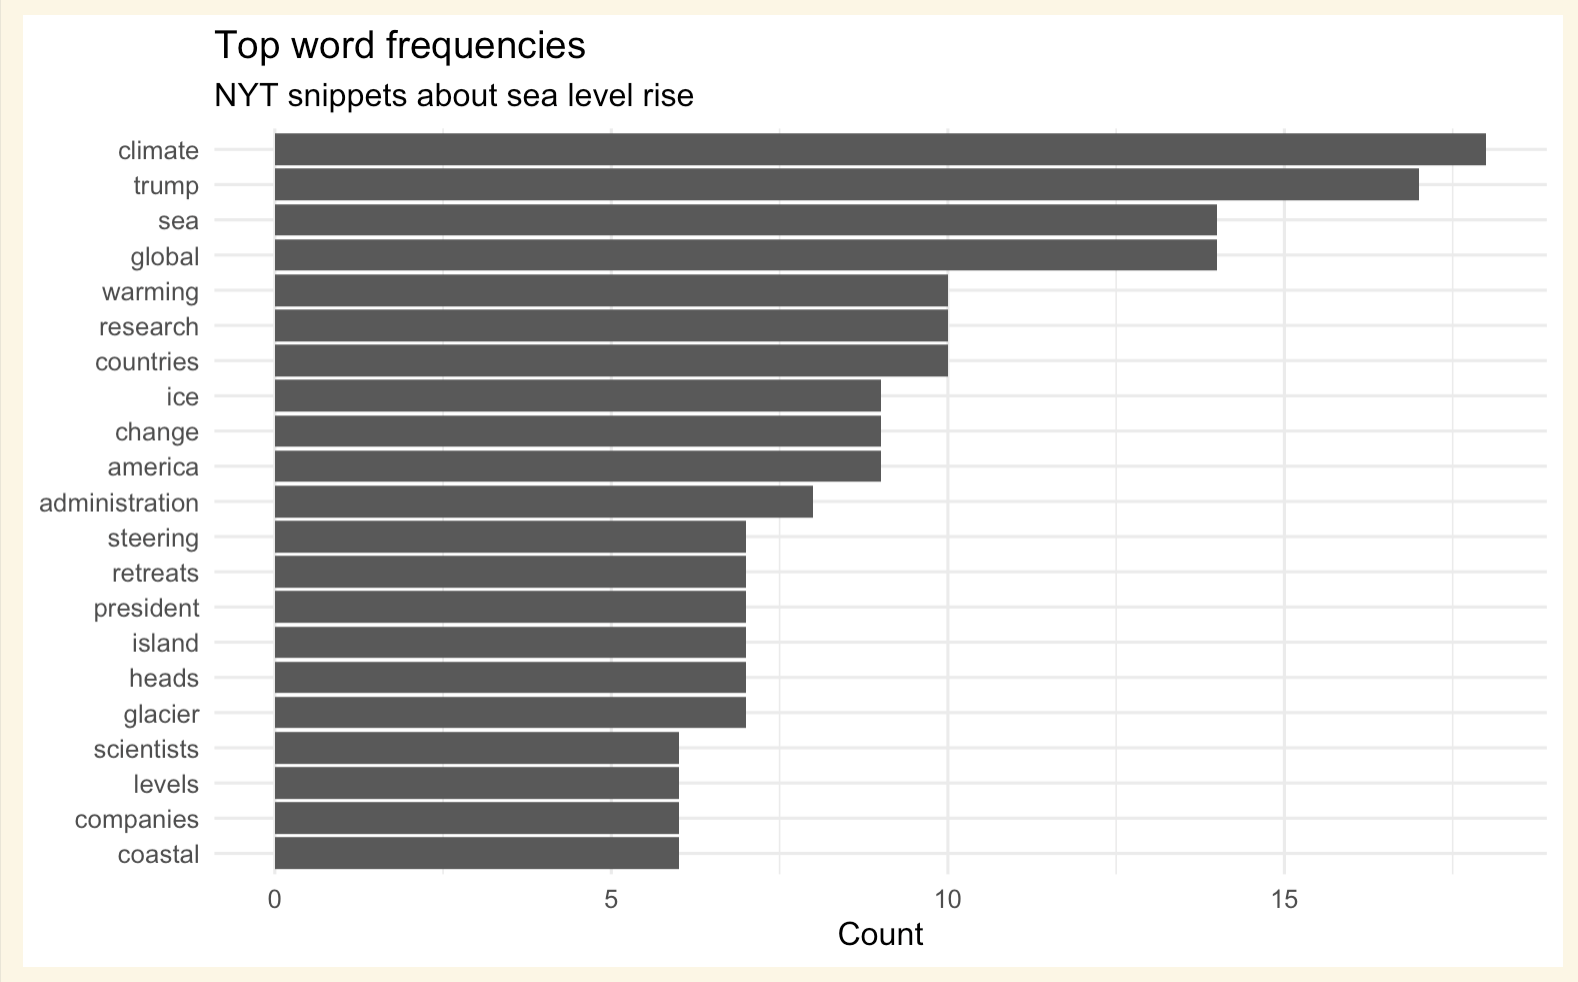 Top word frequencies
NYT snippets about sea level rise
climate
trump
sea
global
warming
research
countries
ice
change
america
administration
steering
retreats
president
island
heads
glacier
scientists
levels
companies
coastal
0 5 10 15
Count